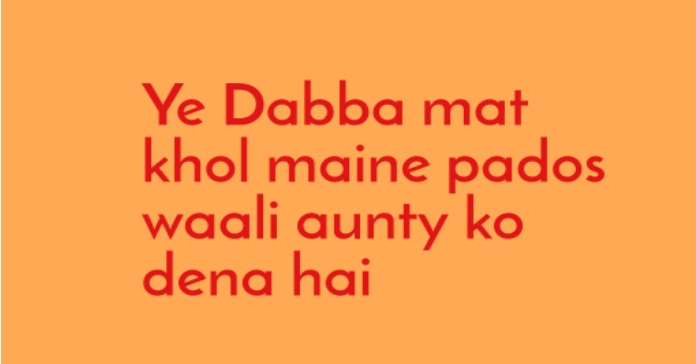 Ye Dabba mat
khol maine pados
waali aunty ko
dena hai